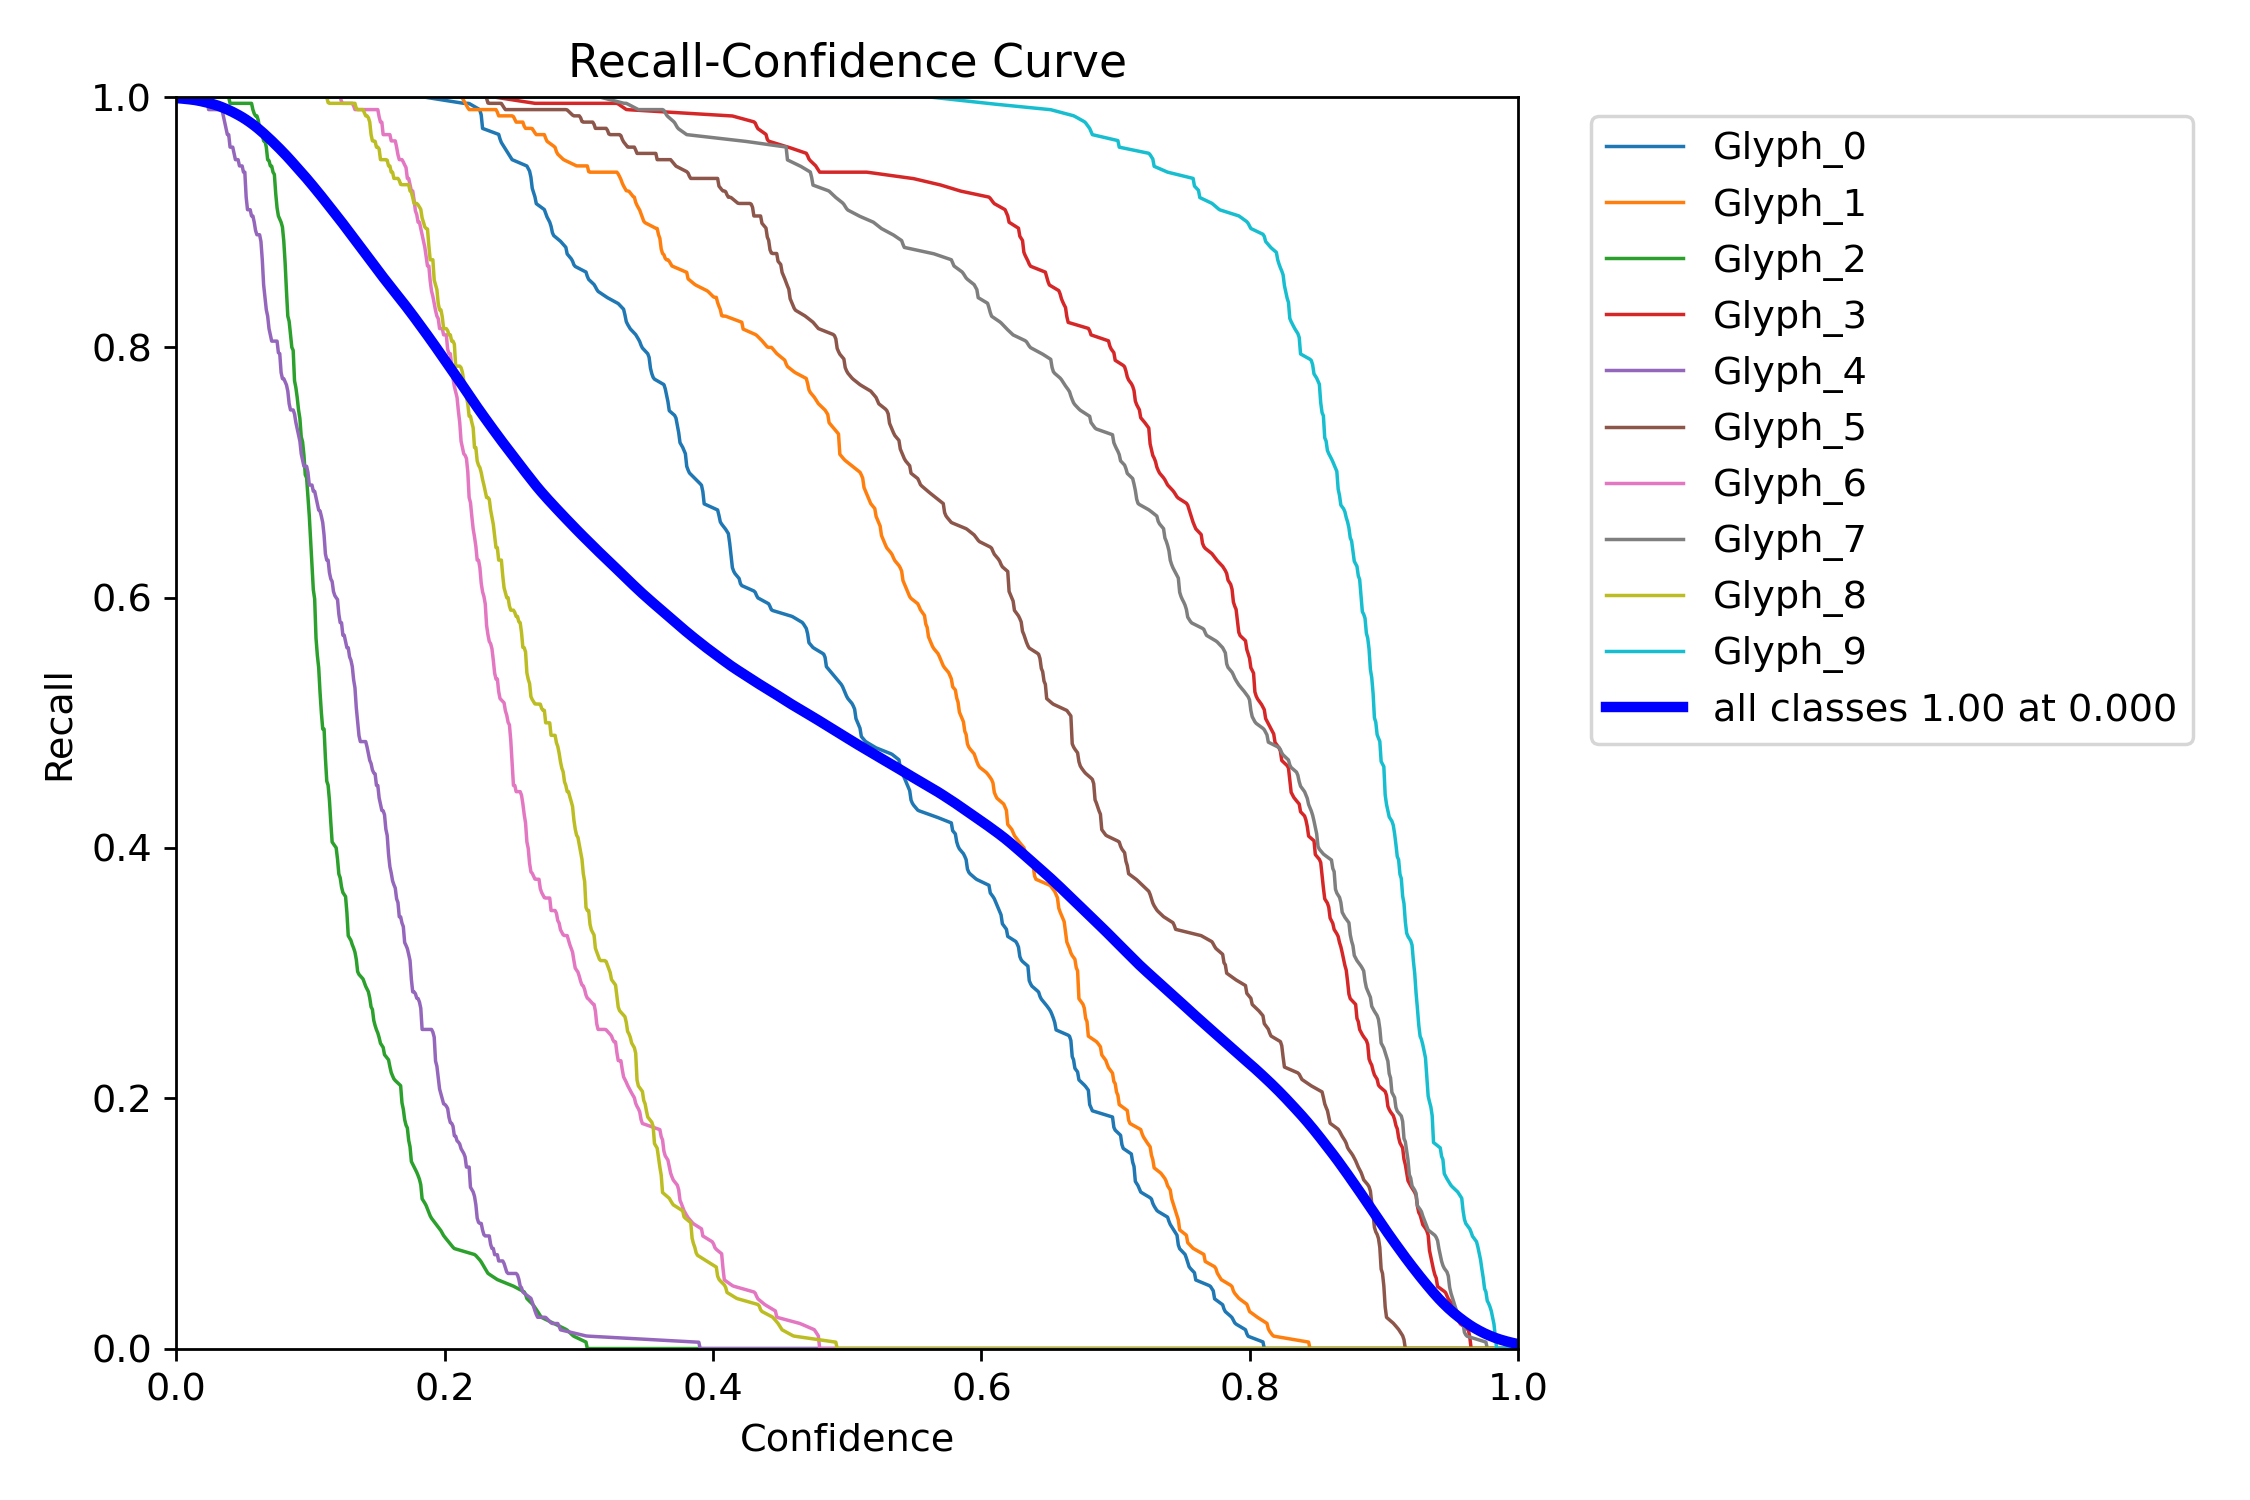 Recall-Confidence Curve
1.0
0.8
0.6
0.4
0.2
0.0
Recall
0.0 0.2 0.4 0.6 0.8 1.0
Confidence
Glyph_0
Glyph_1
Glyph_2
Glyph_3
Glyph_4
Glyph_5
Glyph_6
Glyph_7
Glyph_8
Glyph_9
all classes 1.00 at 0.000